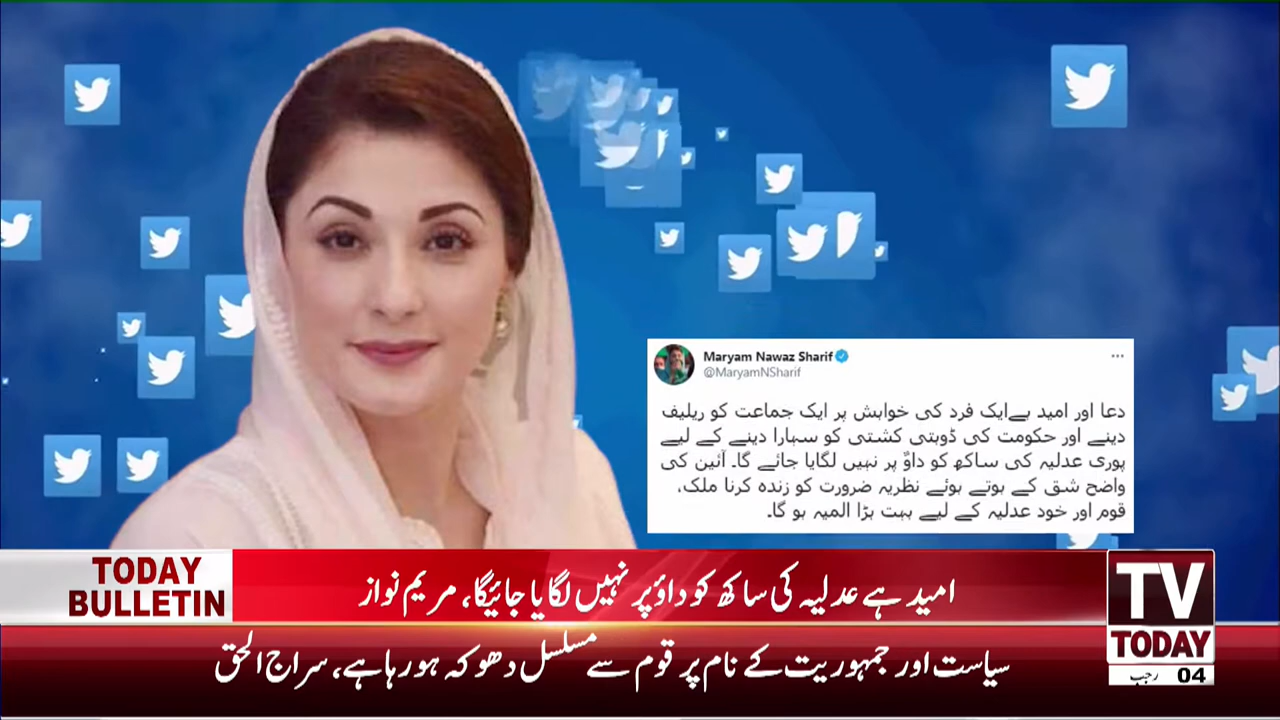 Maryam Nawaz Sharif
@MaryamNSharif
دعا اور امید ہےایک فرد کی خواہش پر ایک جماعت کو ریلیف
دینے اور حکومت کی ڈوبتی کشتی کو سہارا دینے کے لیے
پوری عدلیہ کی ساکھ کو داؤ پر نہیں لگایا جائے گا۔ آئین کی
واضح شق کے ہوتے ہوئے نظریہ ضرورت کو زندہ کرنا ملک،
قوم اور خود عدلیہ کے لیے بہت بڑا المیہ ہو گا۔
TODAY
BULLETIN
امید ہے عدلیہ کی ساکھ کو داؤ پر نہیں لگایا جائیگا، مریم نواز
سیاست اور جمہوریت کے نام پر قوم سے مسلسل دھوکہ ہورہا ہے، سراج الحق
TV
TODAY
04 رجب